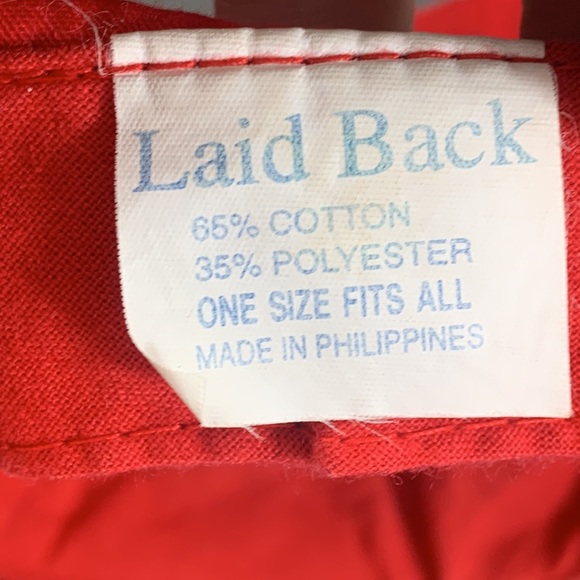 Laid Back
65% COTTON
35% POLYESTER
ONE SIZE FITS ALL
MADE IN PHILIPPINES